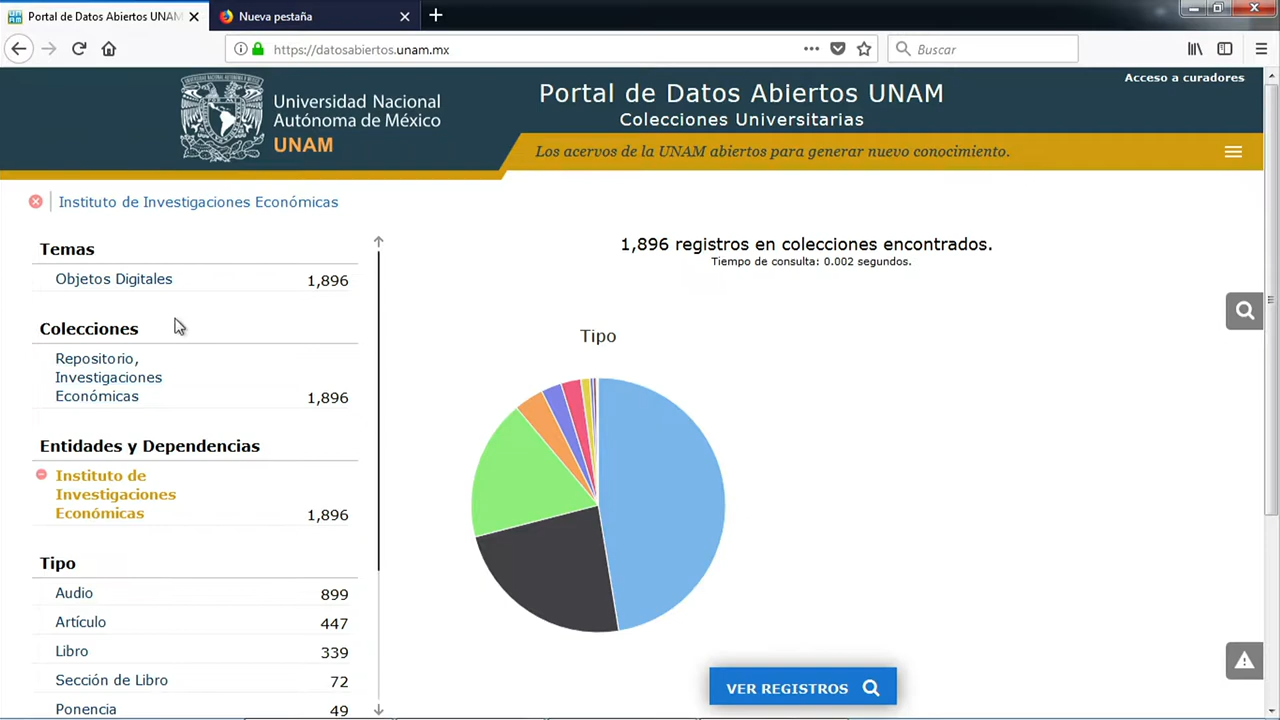 Portal de Datos Abiertos UNAM
Nueva pestaña
https://datosabiertos.unam.mx
Buscar
Acceso a curadores
Universidad Nacional
Autónoma de México
UNAM
Portal de Datos Abiertos UNAM
Colecciones Universitarias
Los acervos de la UNAM abiertos para generar nuevo conocimiento.
Instituto de Investigaciones Económicas
Temas
Objetos Digitales 1,896
Colecciones
Repositorio,
Investigaciones
Económicas 1,896
Entidades y Dependencias
Instituto de
Investigaciones
Económicas 1,896
Tipo
Audio 899
Artículo 447
Libro 339
Sección de Libro 72
Ponencia 49
1,896 registros en colecciones encontrados.
Tiempo de consulta: 0.002 segundos.
Tipo
VER REGISTROS